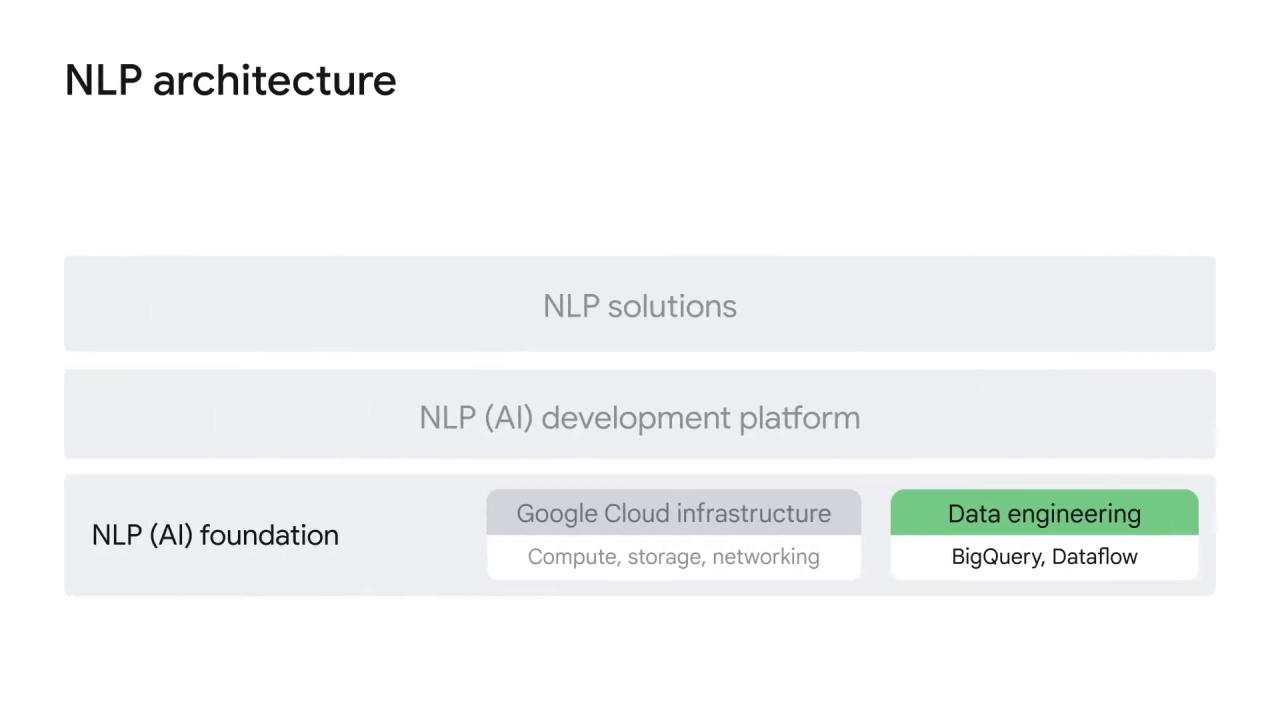 NLP architecture
NLP solutions
NLP (AI) development platform
NLP (AI) foundation
Google Cloud infrastructure
Compute, storage, networking
Data engineering
BigQuery, Dataflow